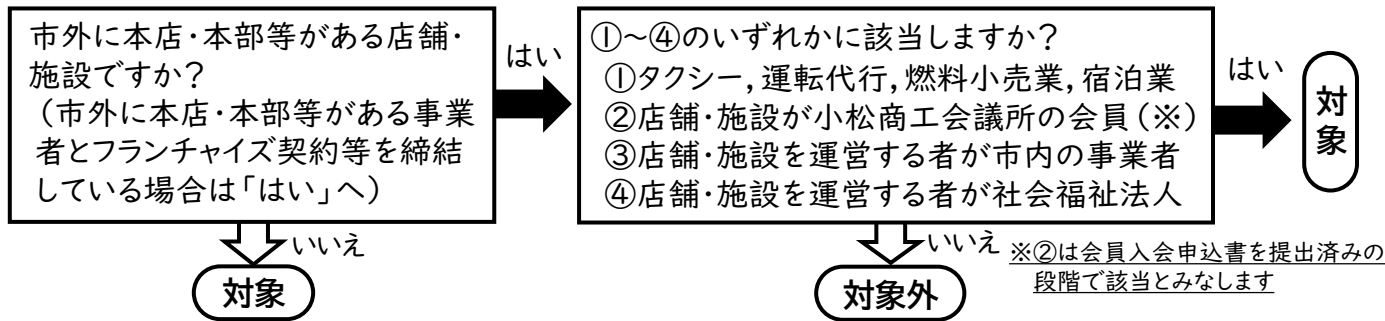 市外に本店・本部等がある店舗・
施設ですか?
(市外に本店・本部等がある事業
者とフランチャイズ契約等を締結
している場合は「はい」へ)
はい
いいえ
対象
①~④のいずれかに該当しますか?
①タクシー,運転代行,燃料小売業,宿泊業
②店舗・施設が小松商工会議所の会員(※)
③店舗・施設を運営する者が市内の事業者
④店舗・施設を運営する者が社会福祉法人
はい
対象
いいえ
対象外
※②は会員入会申込書を提出済みの
段階で該当とみなします